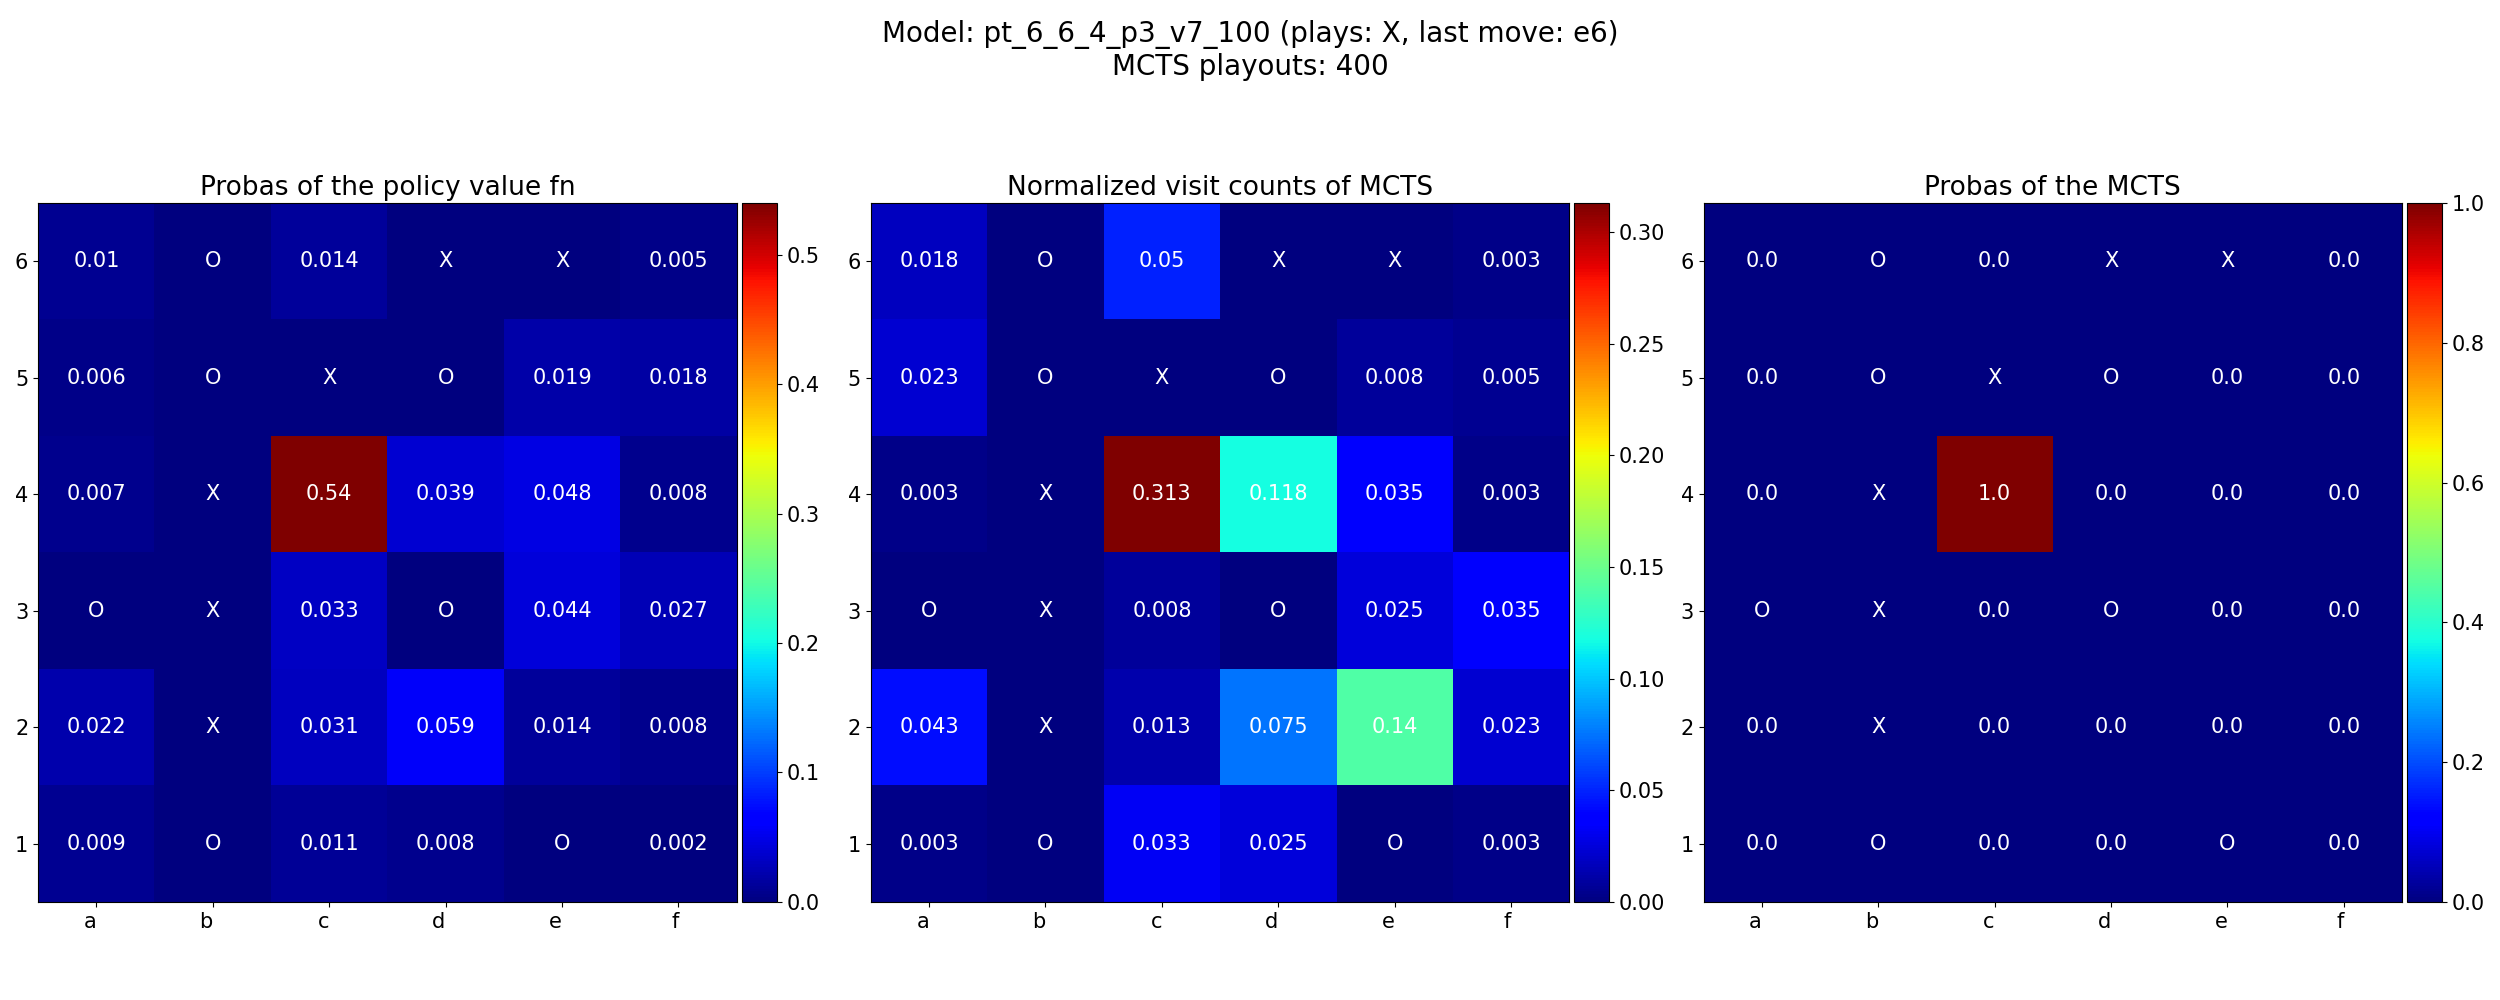 Model: pt_6_6_4_p3_v7_100 (plays: X, last move: e6)
MCTS playouts: 400
Probas of the policy value fn
6 0.01 O 0.014 X X 0.005
5 0.006 O X O 0.019 0.018
4 0.007 X 0.54 0.039 0.048 0.008
3 O X 0.033 O 0.044 0.027
2 0.022 X 0.031 0.059 0.014 0.008
1 0.009 O 0.011 0.008 O 0.002
a b c d e f
0.5
0.4
0.3
0.2
0.1
0.0
Normalized visit counts of MCTS
6 0.018 O 0.05 X X 0.003
5 0.023 O X O 0.008 0.005
4 0.003 X 0.313 0.118 0.035 0.003
3 O X 0.008 O 0.025 0.035
2 0.043 X 0.013 0.075 0.14 0.023
1 0.003 O 0.033 0.025 O 0.003
a b c d e f
0.30
0.25
0.20
0.15
0.10
0.05
0.00
Probas of the MCTS
6 0.0 O 0.0 X X 0.0
5 0.0 O X O 0.0 0.0
4 0.0 X 1.0 0.0 0.0 0.0
3 O X 0.0 O 0.0 0.0
2 0.0 X 0.0 0.0 0.0 0.0
1 0.0 O 0.0 0.0 O 0.0
a b c d e f
1.0
0.8
0.6
0.4
0.2
0.0